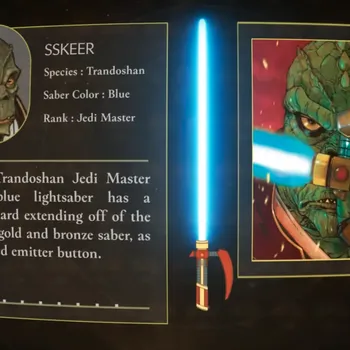 SSKEER
Species : Trandoshan
Saber Color : Blue
Rank : Jedi Master
Trandoshan Jedi Master
blue lightsaber has a
ard extending off of the
gold and bronze saber, as
d emitter button.